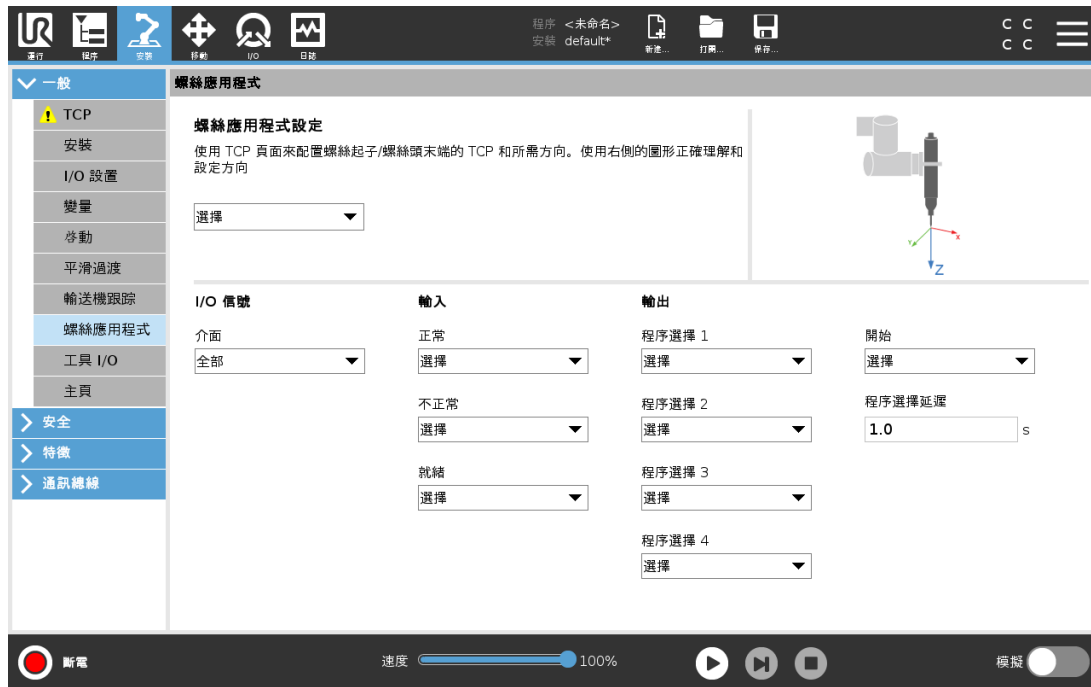 程序 <未命名>
安裝 default*
運行
程序
安裝
移動
I/O
日誌
新建...
打開...
保存...
C C
C C
一般
TCP
安裝
I/O 設置
變量
啓動
平滑過渡
輸送機跟踪
螺絲應用程式
工具 I/O
主頁
安全
特徵
通訊總線
螺絲應用程式
螺絲應用程式設定
使用 TCP 頁面來配置螺絲起子/螺絲頭末端的 TCP 和所需方向。使用右側的圖形正確理解和
設定方向
選擇
Y
X
Z
I/O 信號
輸入
輸出
介面
全部
正常
選擇
不正常
選擇
就緒
選擇
程序選擇 1
選擇
程序選擇 2
選擇
程序選擇 3
選擇
程序選擇 4
選擇
開始
選擇
程序選擇延遲
1.0
s
斷電
速度
100%
模擬